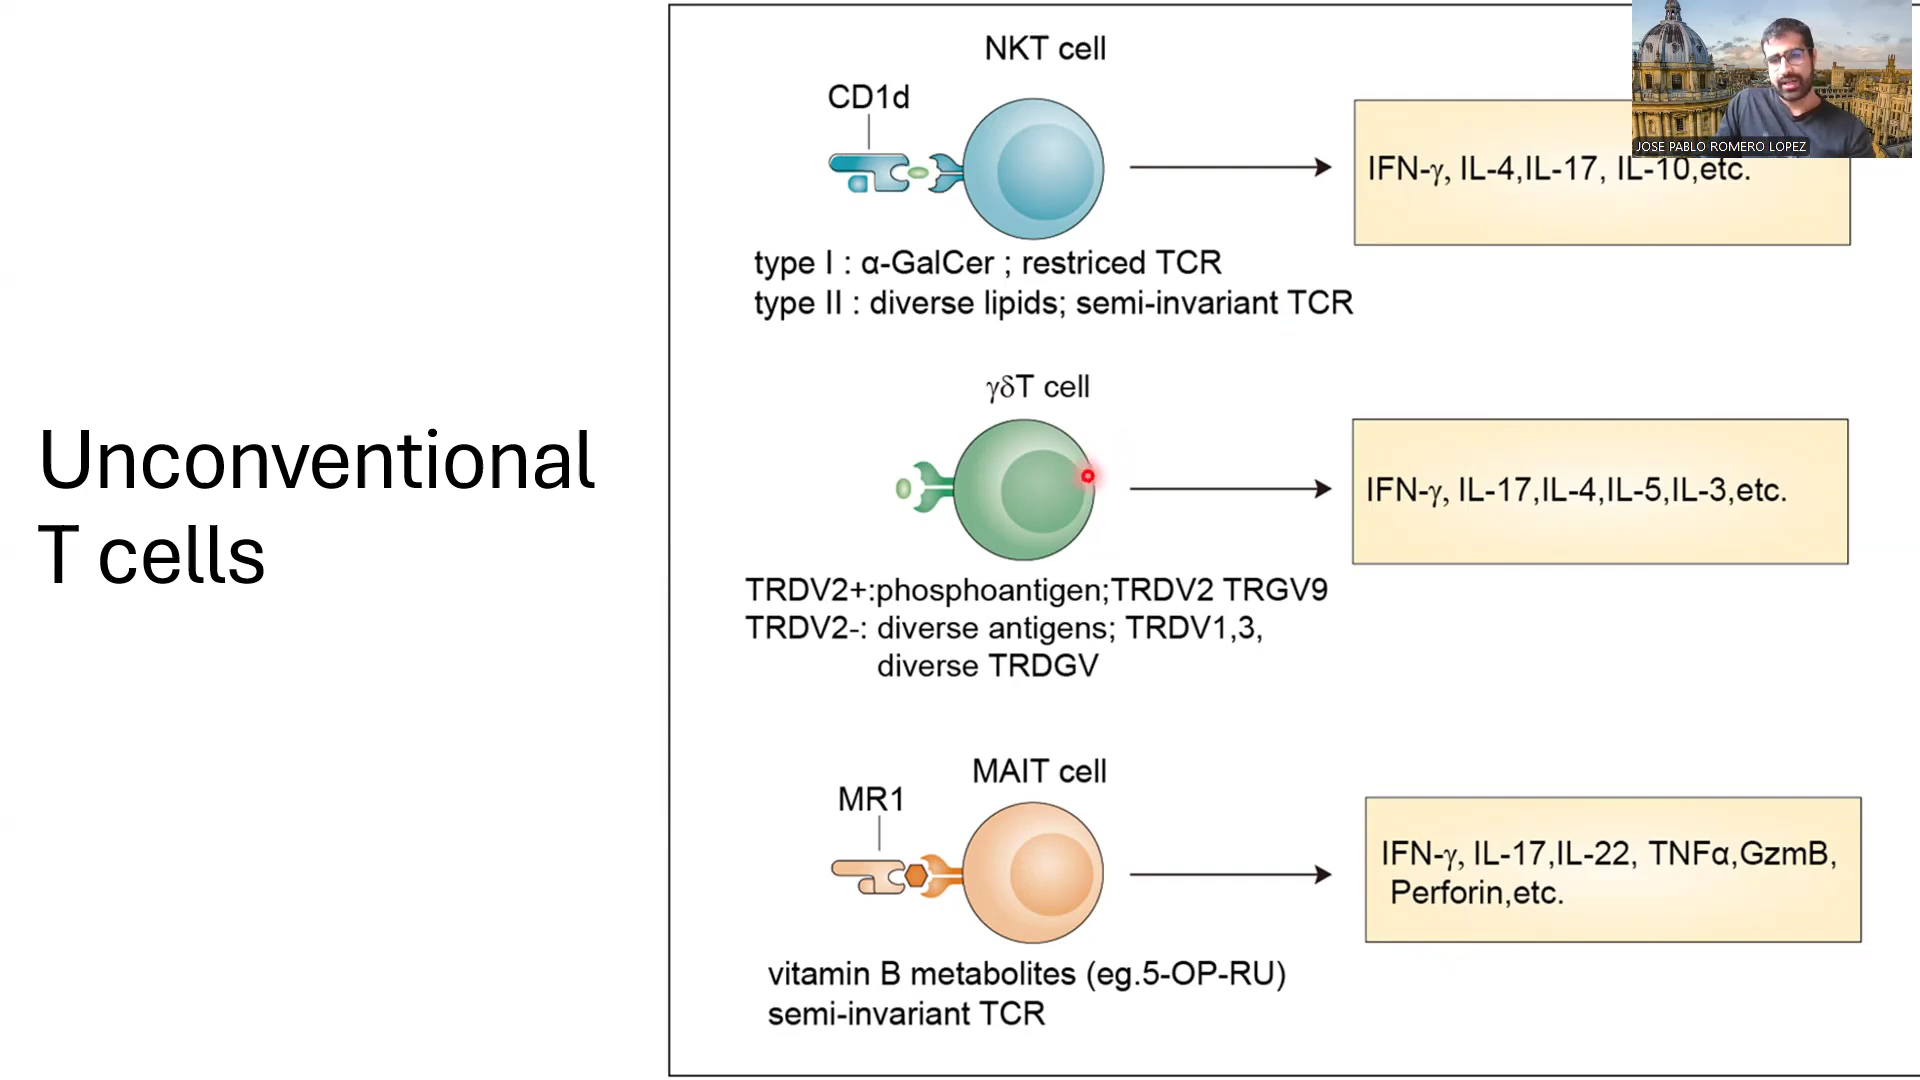 Unconventional
T cells
NKT cell
CD1d
IFN-γ, IL-4,IL-17, IL-10,etc.
type I : α-GalCer ; restriced TCR
type II : diverse lipids; semi-invariant TCR
γδT cell
IFN-γ, IL-17,IL-4,IL-5,IL-3,etc.
TRDV2+:phosphoantigen;TRDV2 TRGV9
TRDV2-: diverse antigens; TRDV1,3,
diverse TRDGV
MAIT cell
MR1
IFN-γ, IL-17,IL-22, TNFα,GzmB,
Perforin,etc.
vitamin B metabolites (eg.5-OP-RU)
semi-invariant TCR
JOSE PABLO ROMERO LOPEZ